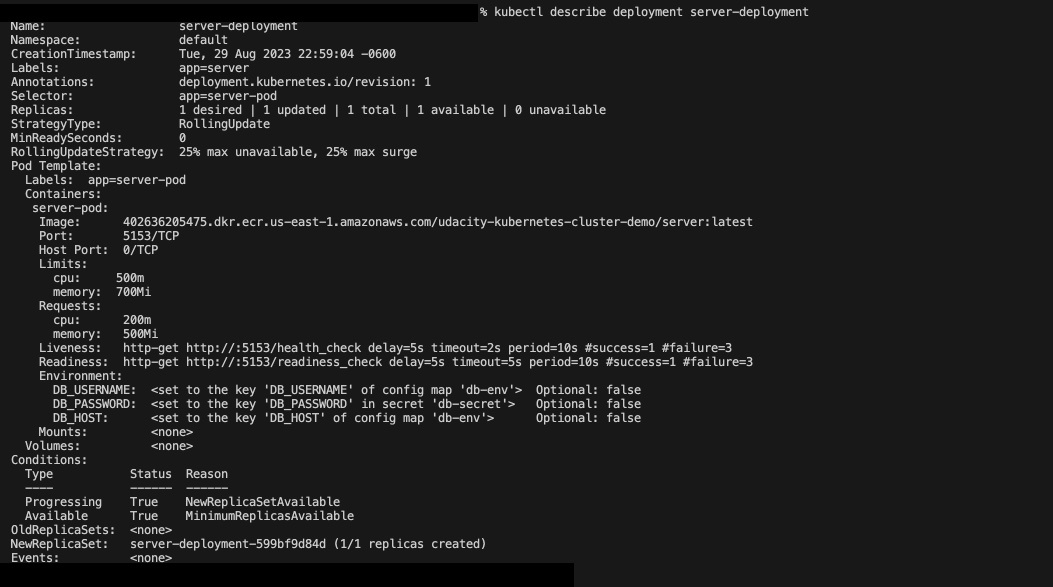 % kubectl describe deployment server-deployment
Name:                   server-deployment
Namespace:              default
CreationTimestamp:      Tue, 29 Aug 2023 22:59:04 -0600
Labels:                 app=server
Annotations:            deployment.kubernetes.io/revision: 1
Selector:               app=server-pod
Replicas:               1 desired | 1 updated | 1 total | 1 available | 0 unavailable
StrategyType:           RollingUpdate
MinReadySeconds:        0
RollingUpdateStrategy:  25% max unavailable, 25% max surge
Pod Template:
  Labels:  app=server-pod
  Containers:
   server-pod:
    Image:      402636205475.dkr.ecr.us-east-1.amazonaws.com/udacity-kubernetes-cluster-demo/server:latest
    Port:       5153/TCP
    Host Port:  0/TCP
    Limits:
      cpu:     500m
      memory:  700Mi
    Requests:
      cpu:      200m
      memory:   500Mi
    Liveness:   http-get http://:5153/health_check delay=5s timeout=2s period=10s #success=1 #failure=3
    Readiness:  http-get http://:5153/readiness_check delay=5s timeout=5s period=10s #success=1 #failure=3
    Environment:
      DB_USERNAME:  <set to the key 'DB_USERNAME' of config map 'db-env'>  Optional: false
      DB_PASSWORD:  <set to the key 'DB_PASSWORD' in secret 'db-secret'>   Optional: false
      DB_HOST:      <set to the key 'DB_HOST' of config map 'db-env'>      Optional: false
    Mounts:         <none>
  Volumes:          <none>
Conditions:
  Type           Status  Reason
  ----           ------  ------
  Progressing    True    NewReplicaSetAvailable
  Available      True    MinimumReplicasAvailable
OldReplicaSets:  <none>
NewReplicaSet:   server-deployment-599bf9d84d (1/1 replicas created)
Events:          <none>